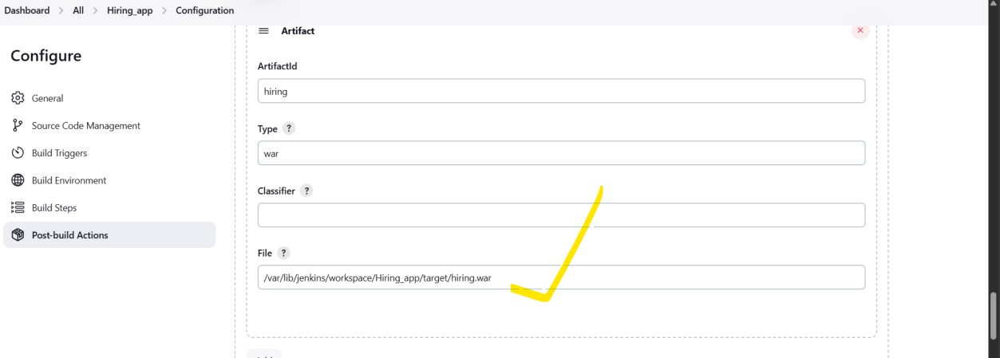 Dashboard > All > Hiring_app > Configuration
Configure
General
Source Code Management
Build Triggers
Build Environment
Build Steps
Post-build Actions
Artifact
ArtifactId
hiring
Type ?
war
Classifier ?
File ?
/var/lib/jenkins/workspace/Hiring_app/target/hiring.war